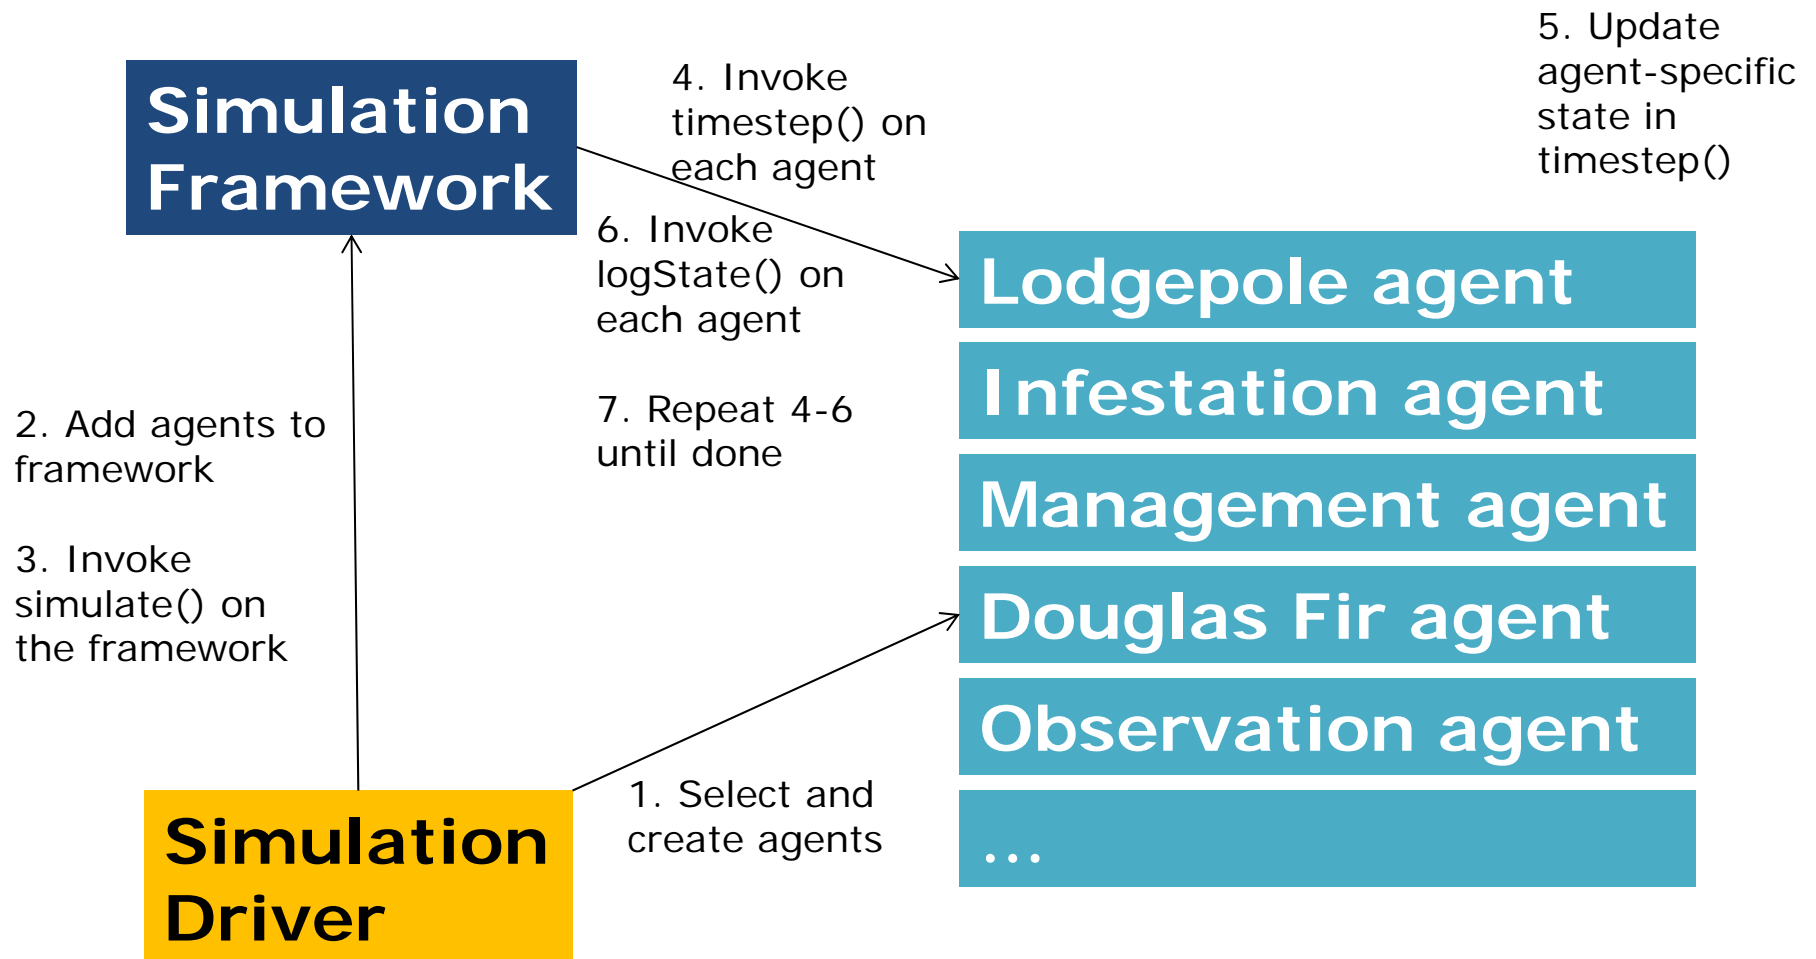 Simulation
Framework
4. Invoke
timestep() on
each agent
5. Update
agent-specific
state in
timestep()
6. Invoke
logState() on
each agent
7. Repeat 4-6
until done
2. Add agents to
framework
3. Invoke
simulate() on
the framework
Lodgepole agent
Infestation agent
Management agent
Douglas Fir agent
Observation agent
...
1. Select and
create agents
Simulation
Driver